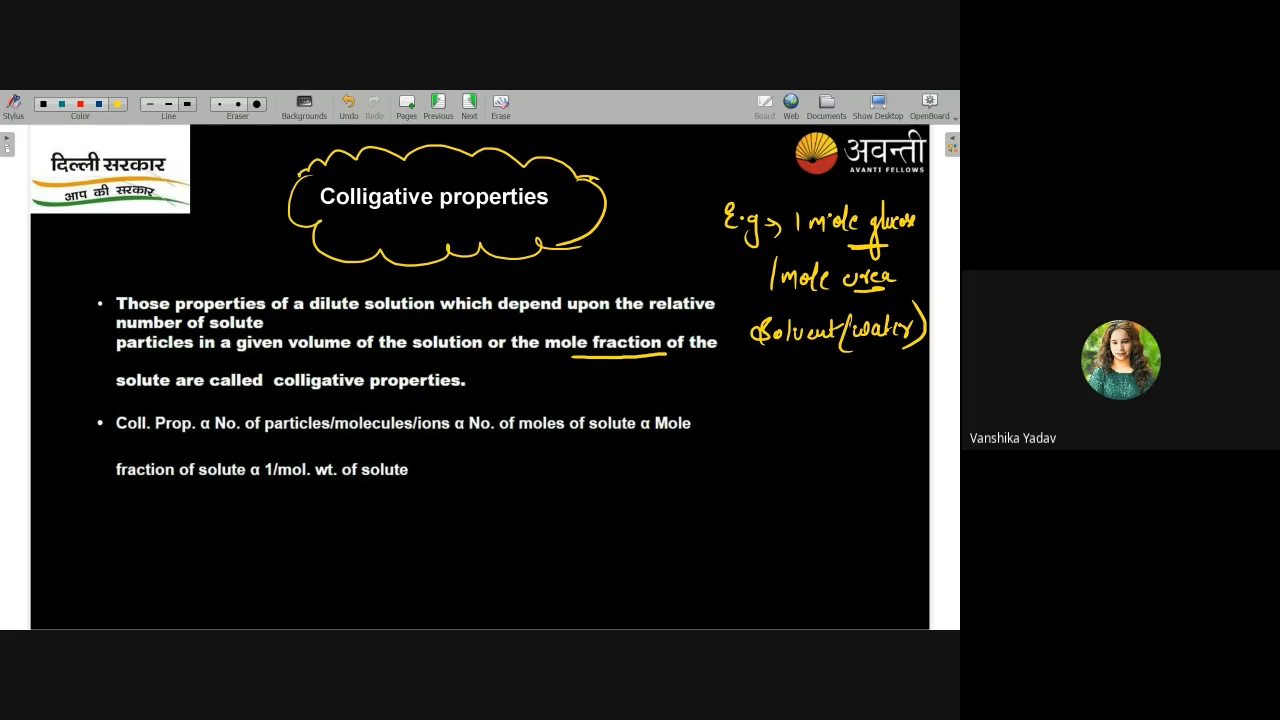 Stylus
Color
Line
Eraser
Backgrounds
Undo
Redo
Pages
Previous
Next
Erase
Board
Web
Documents
Show Desktop
OpenBoard
दिल्ली सरकार
आप की सरकार
Colligative properties
अवन्ती
AVANTI FELLOWS
E.g → 1 mole glucose
1 mole urea
Solvent (water)
• Those properties of a dilute solution which depend upon the relative
number of solute
particles in a given volume of the solution or the mole fraction of the
solute are called colligative properties.
• Coll. Prop. α No. of particles/molecules/ions α No. of moles of solute α Mole
fraction of solute α 1/mol. wt. of solute
Vanshika Yadav